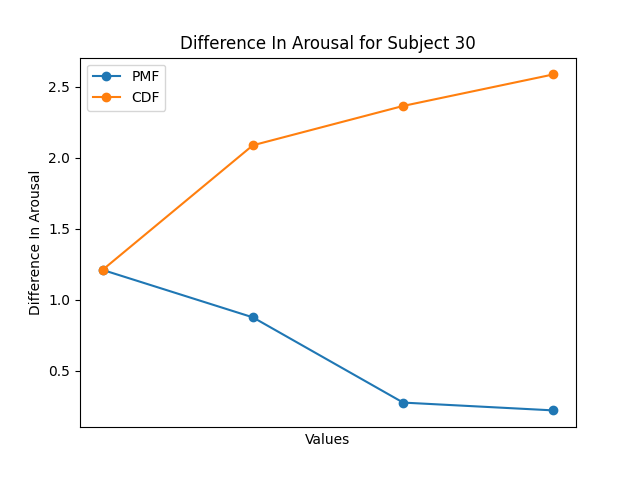 Difference In Arousal for Subject 30
PMF
CDF
2.5
2.0
1.5
1.0
0.5
Difference In Arousal
Values